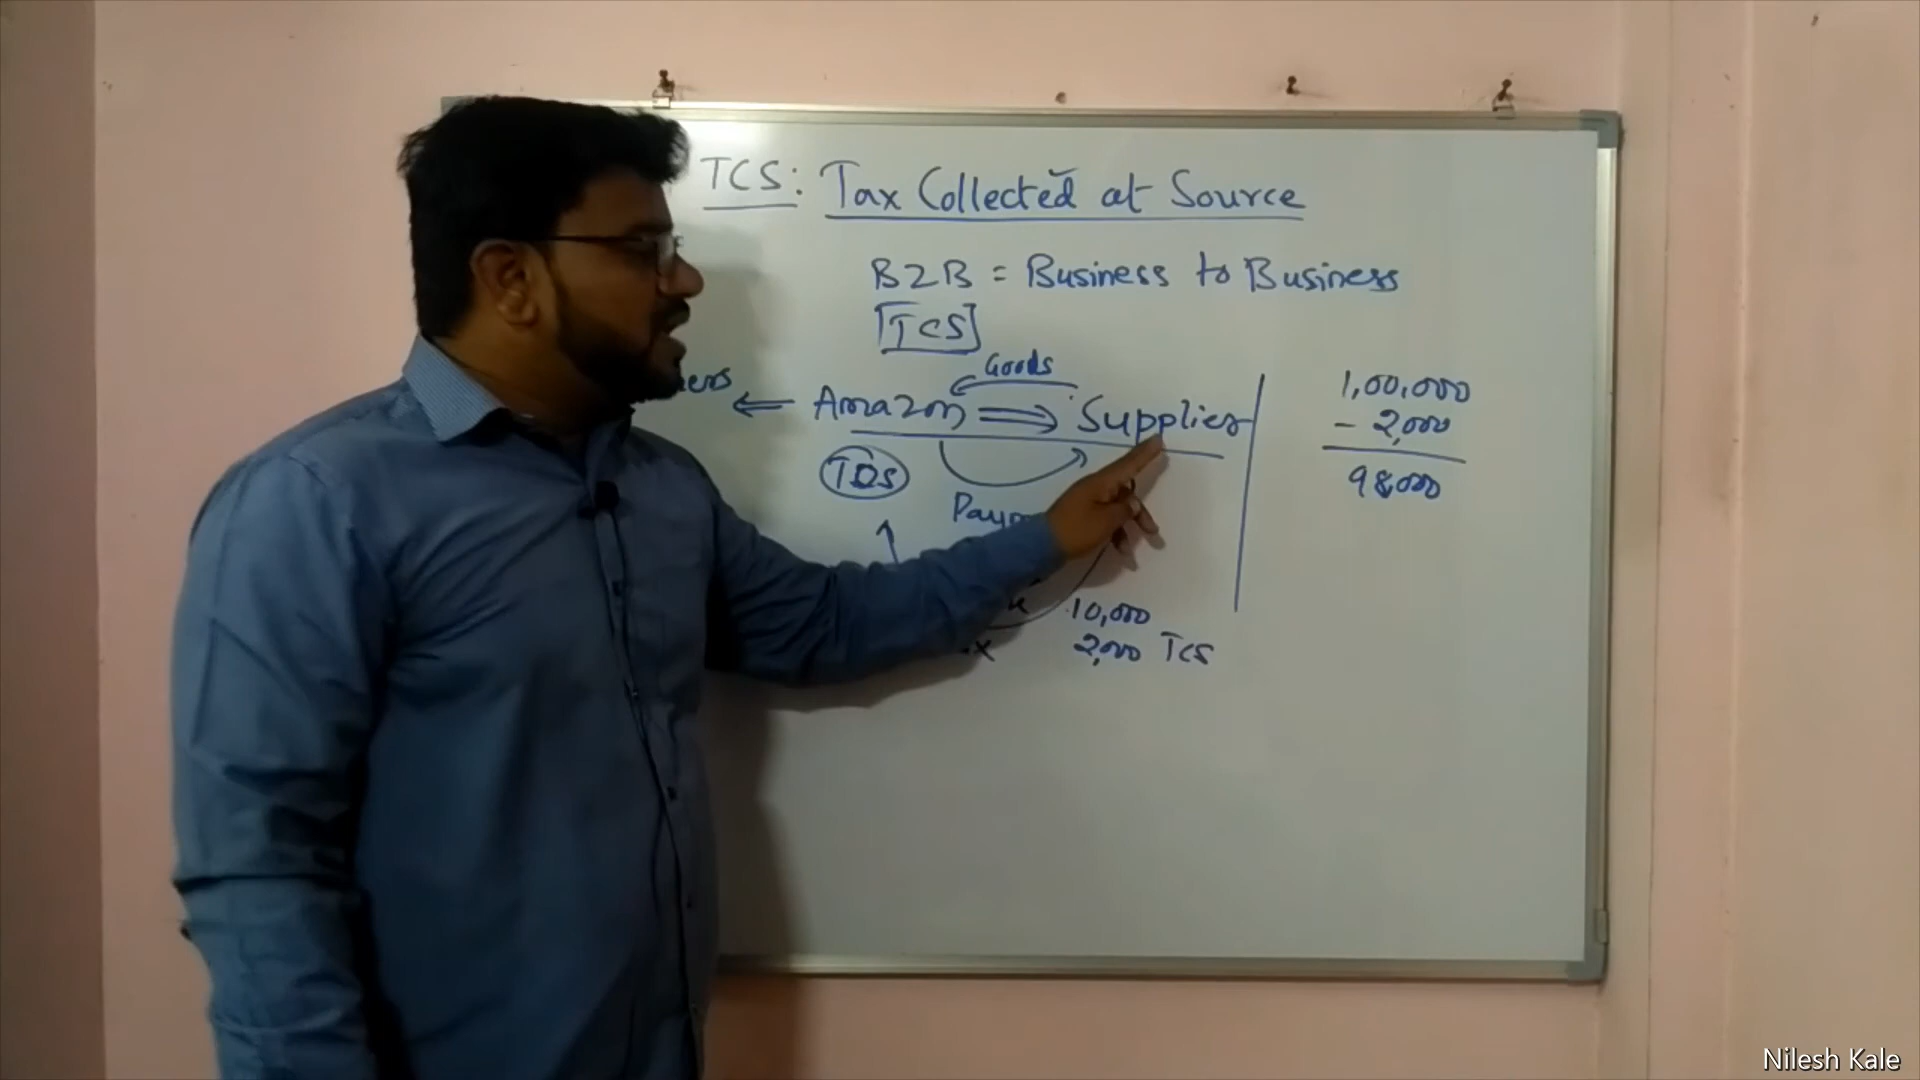 TCS: Tax Collected at Source
B2B = Business to Business
[TCS]
Goods
Amazon ⇒ Supplier
TDS
1,00,000
- 2,000
98,000
10,000
2,000 TCS
Nilesh Kale